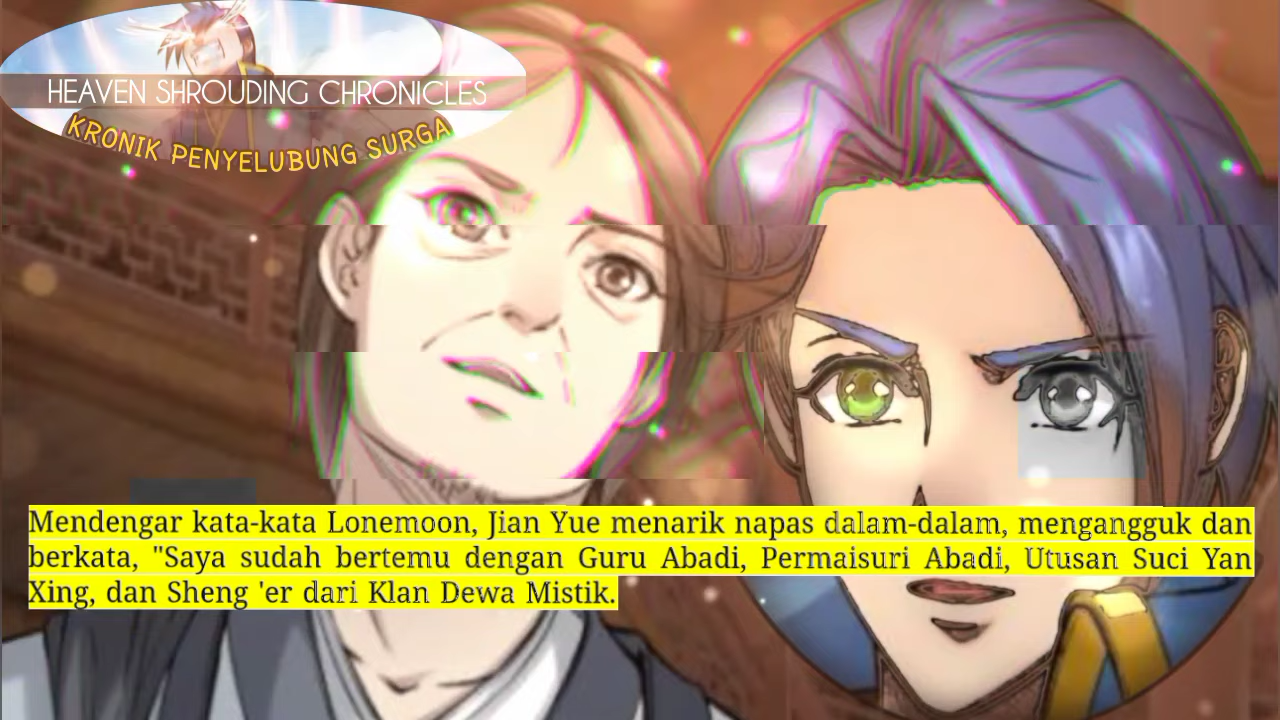 HEAVEN SHROUDING CHRONICLES
KRONIK PENYELUBUNG SURGA
Mendengar kata-kata Lonemoon, Jian Yue menarik napas dalam-dalam, mengangguk dan
berkata, "Saya sudah bertemu dengan Guru Abadi, Permaisuri Abadi, Utusan Suci Yan
Xing, dan Sheng 'er dari Klan Dewa Mistik.